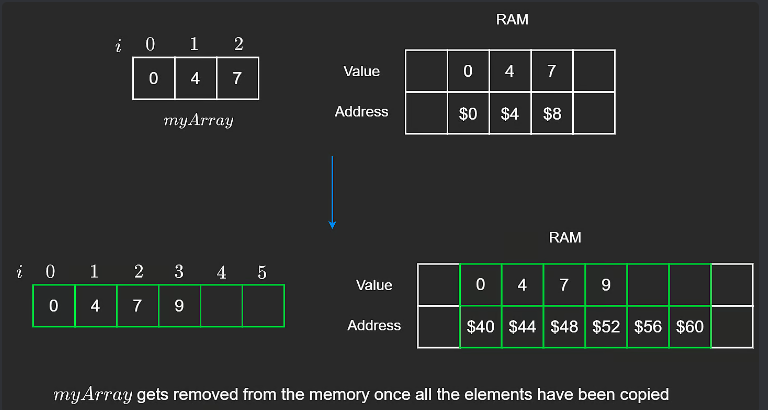 RAM
i 0 1 2
0 4 7
myArray
Value 0 4 7
Address $0 $4 $8
RAM
i 0 1 2 3 4 5
0 4 7 9
Value 0 4 7 9
Address $40 $44 $48 $52 $56 $60
myArray gets removed from the memory once all the elements have been copied